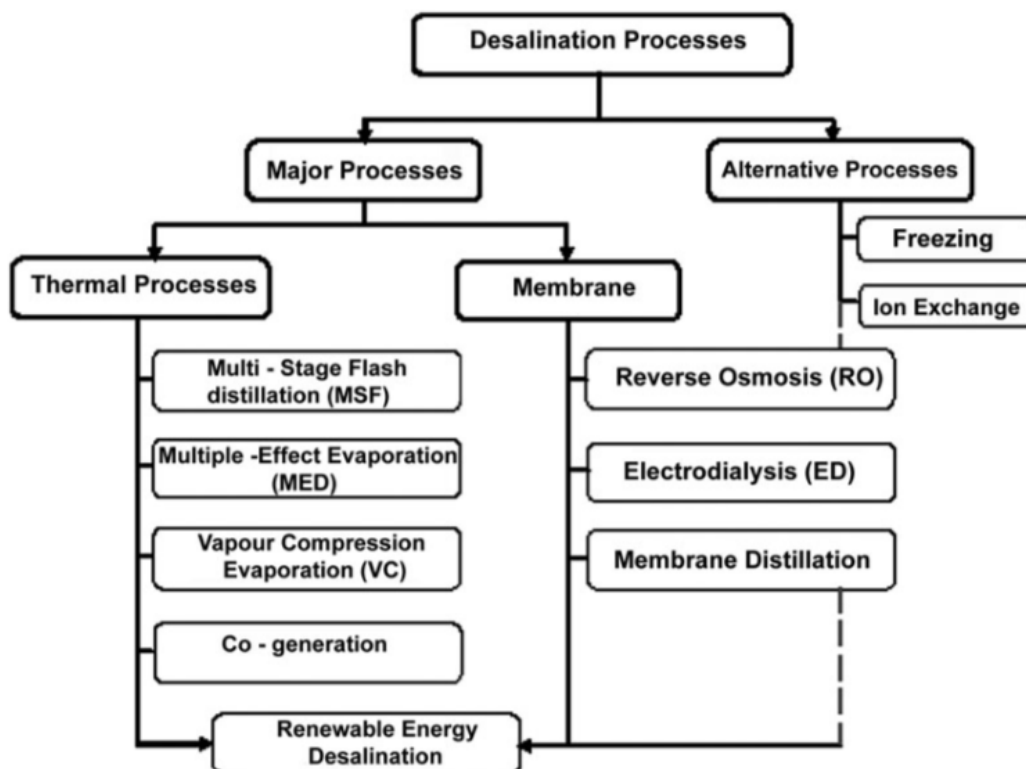 Desalination Processes
Major Processes
Alternative Processes
Freezing
Ion Exchange
Thermal Processes
Membrane
Multi - Stage Flash
distillation (MSF)
Multiple -Effect Evaporation
(MED)
Vapour Compression
Evaporation (VC)
Co - generation
Reverse Osmosis (RO)
Electrodialysis (ED)
Membrane Distillation
Renewable Energy
Desalination